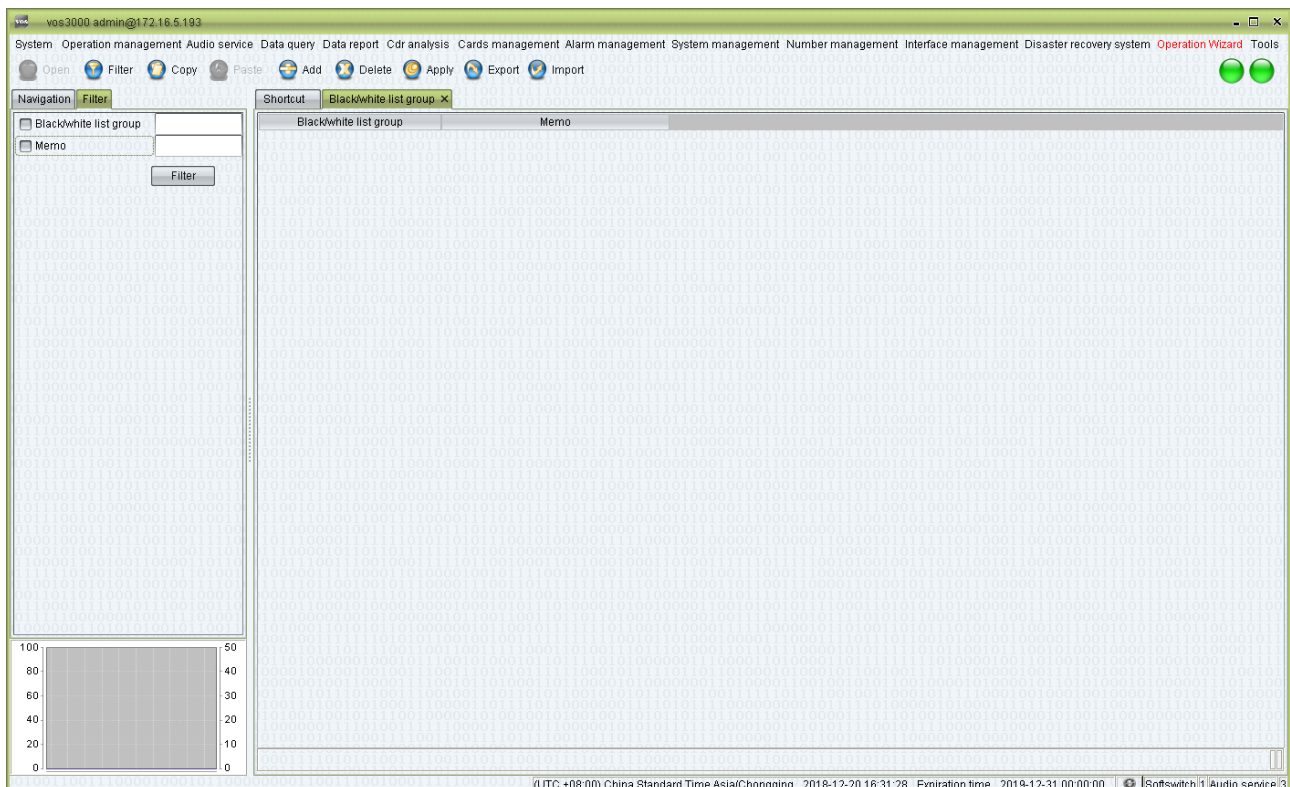 vos vos3000 admin@172.16.5.193
System Operation management Audio service Data query Data report Cdr analysis Cards management Alarm management System management Number management Interface management Disaster recovery system Operation Wizard Tools
Open Filter Copy Paste Add Delete Apply Export Import
Navigation Filter Shortcut Black/white list group
Black/white list group Black/white list group Memo
Memo
Filter
100 50
80 40
60 30
40 20
20 10
0 0
(UTC +08:00) China Standard Time Asia/Chongqing 2018-12-20 16:31:28 Expiration time 2019-12-31 00:00:00 Softswitch 1 Audio service 3